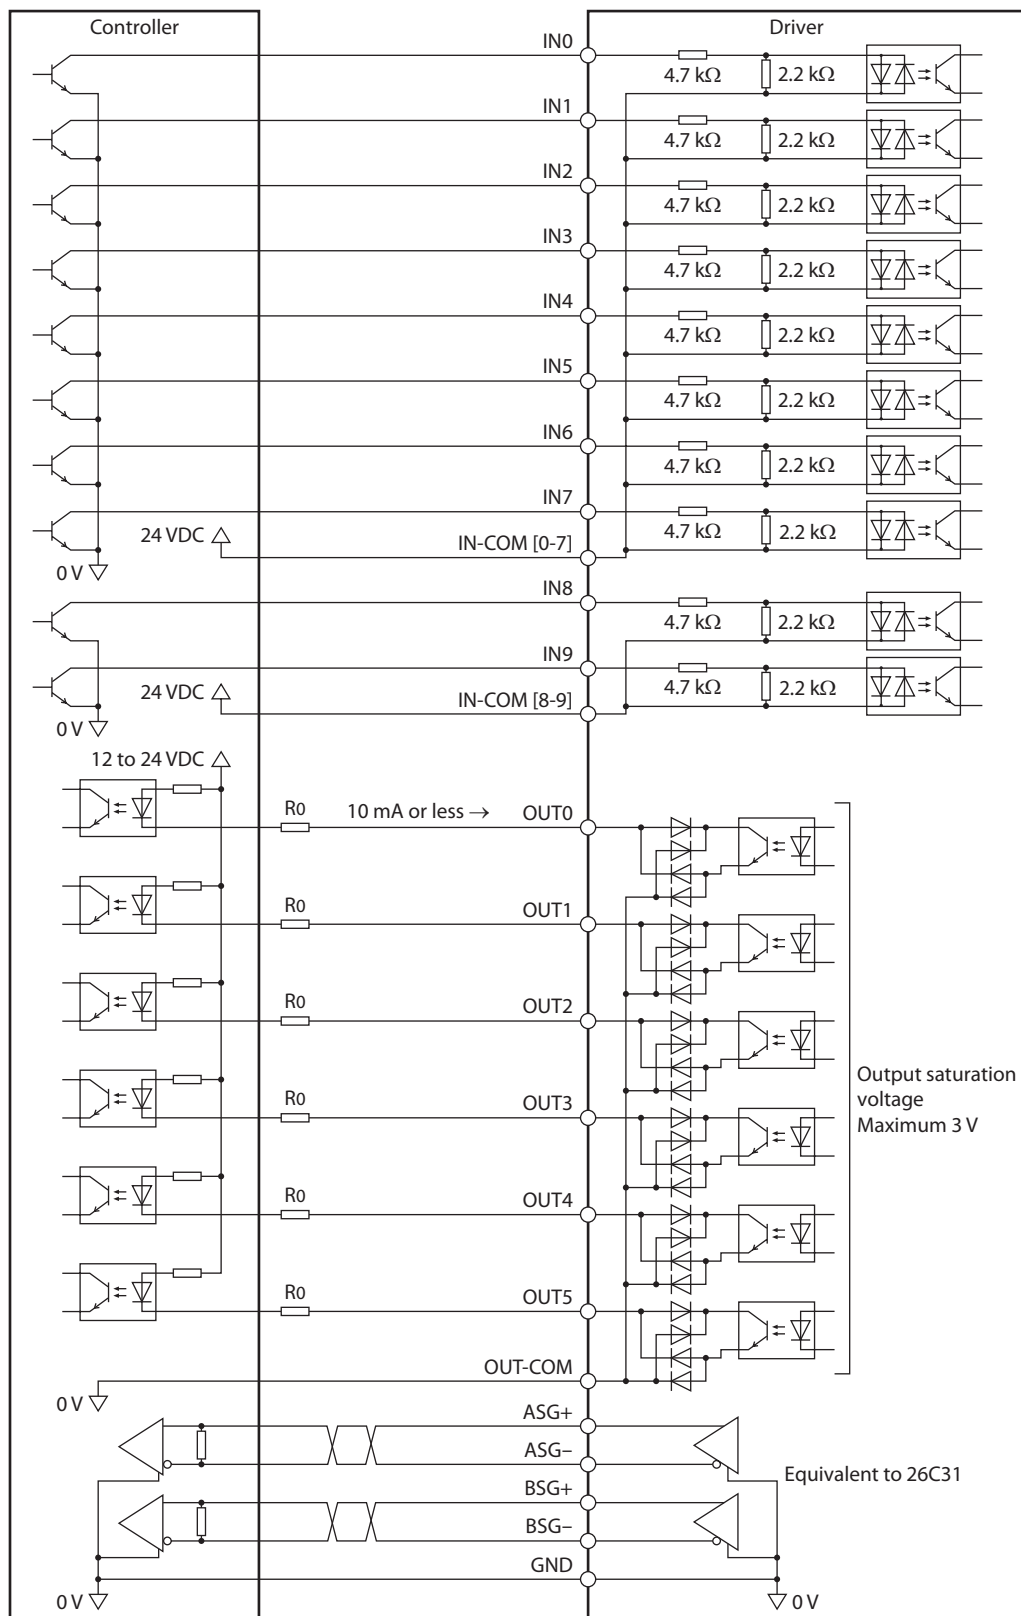 Controller
Driver
IN0
4.7 kΩ
2.2 kΩ
IN1
4.7 kΩ
2.2 kΩ
IN2
4.7 kΩ
2.2 kΩ
IN3
4.7 kΩ
2.2 kΩ
IN4
4.7 kΩ
2.2 kΩ
IN5
4.7 kΩ
2.2 kΩ
IN6
4.7 kΩ
2.2 kΩ
IN7
4.7 kΩ
2.2 kΩ
24 VDC
IN-COM [0-7]
0 V
IN8
4.7 kΩ
2.2 kΩ
IN9
4.7 kΩ
2.2 kΩ
24 VDC
IN-COM [8-9]
0 V
12 to 24 VDC
R0
10 mA or less →
OUT0
R0
OUT1
R0
OUT2
R0
OUT3
R0
OUT4
R0
OUT5
Output saturation
voltage
Maximum 3 V
OUT-COM
0 V
ASG+
ASG–
Equivalent to 26C31
BSG+
BSG–
GND
0 V
0 V